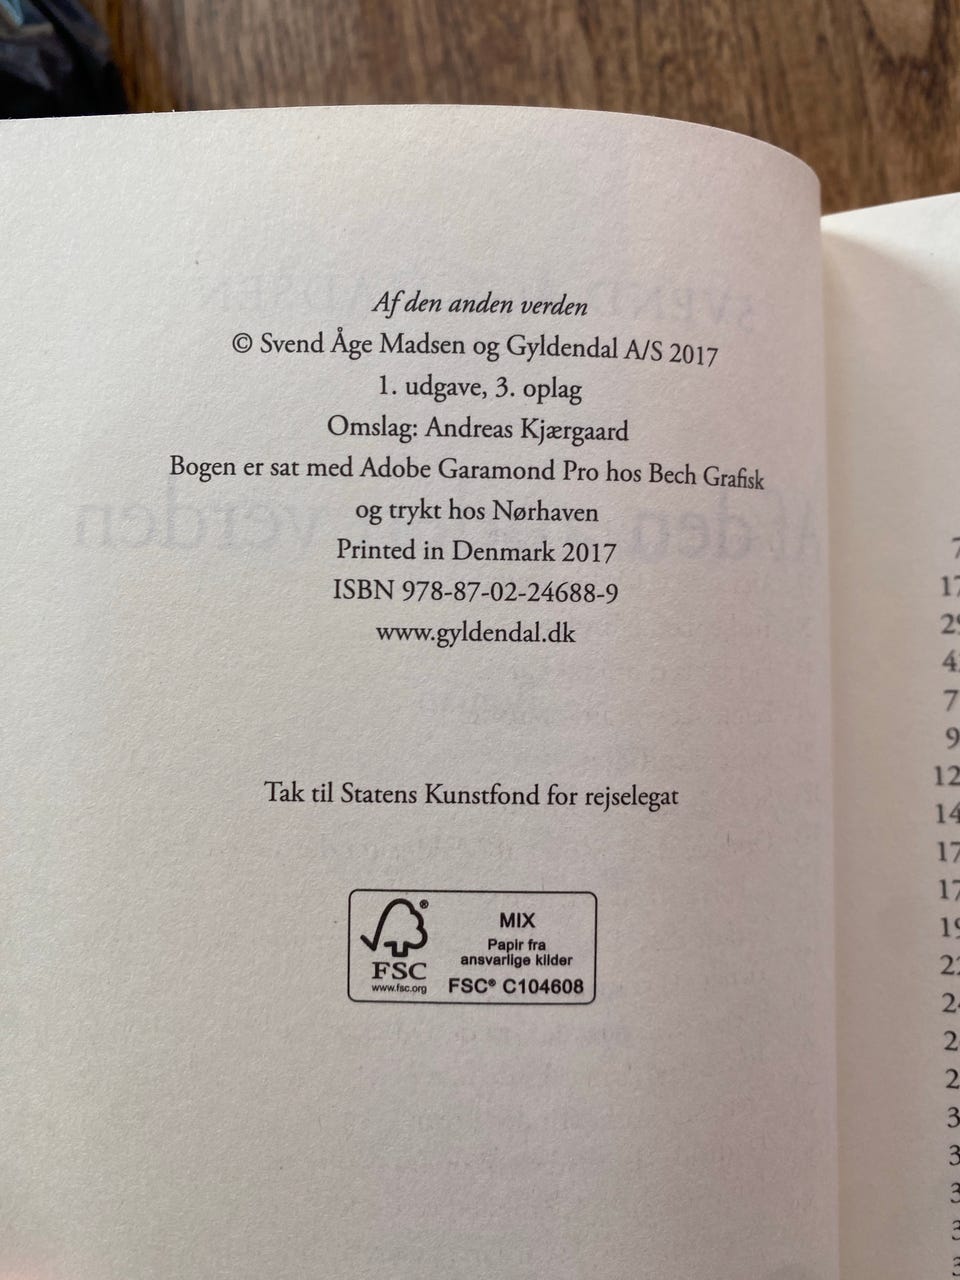 Af den anden verden
© Svend Åge Madsen og Gyldendal A/S 2017
1. udgave, 3. oplag
Omslag: Andreas Kjærgaard
Bogen er sat med Adobe Garamond Pro hos Bech Grafisk
og trykt hos Nørhaven
Printed in Denmark 2017
ISBN 978-87-02-24688-9
www.gyldendal.dk
Tak til Statens Kunstfond for rejselegat
FSC
www.fsc.org
MIX
Papir fra
ansvarlige kilder
FSC® C104608